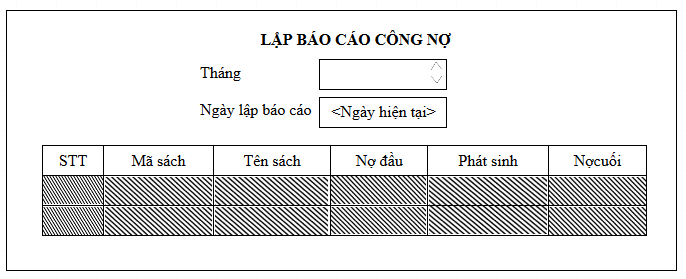 LẬP BÁO CÁO CÔNG NỢ
Tháng
Ngày lập báo cáo <Ngày hiện tại>
STT Mã sách Tên sách Nợ đầu Phát sinh Nợcuối